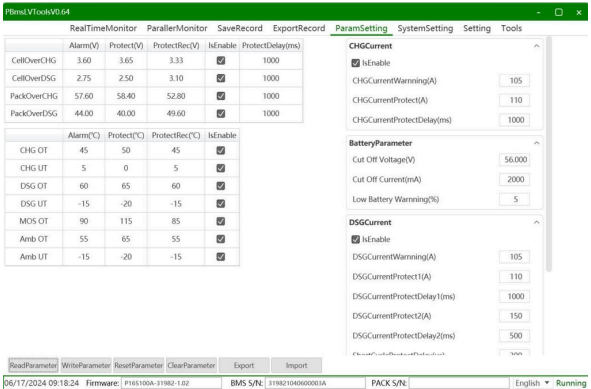 PBmsLVToolsV0.64
RealTimeMonitor ParallerMonitor SaveRecord ExportRecord ParamSetting SystemSetting Setting Tools
Alarm(V) Protect(V) ProtectRec(V) IsEnable ProtectDelay(ms)
CellOverCHG 3.60 3.65 3.33 1000
CellOverDSG 2.75 2.50 3.10 1000
PackOverCHG 57.60 58.40 52.80 1000
PackOverDSG 44.00 40.00 49.60 1000
Alarm(℃) Protect(℃) ProtectRec(℃) IsEnable
CHG OT 45 50 45
CHG UT 5 0 5
DSG OT 60 65 60
DSG UT -15 -20 -15
MOS OT 90 115 85
Amb OT 55 65 55
Amb UT -15 -20 -15
CHGCurrent
IsEnable
CHGCurrentWarnning(A) 105
CHGCurrentProtect(A) 110
CHGCurrentProtectDelay(ms) 1000
BatteryParameter
Cut Off Voltage(V) 56.000
Cut Off Current(mA) 2000
Low Battery Warnning(%) 5
DSGCurrent
IsEnable
DSGCurrentWarnning(A) 105
DSGCurrentProtect1(A) 110
DSGCurrentProtectDelay1(ms) 1000
DSGCurrentProtect2(A) 150
DSGCurrentProtectDelay2(ms) 500
ReadParameter WriteParameter ResetParameter ClearParameter Export Import
06/17/2024 09:18:24 Firmware: P16S100A-31982-1.02 BMS S/N: 319821040600003A PACK S/N: English Running